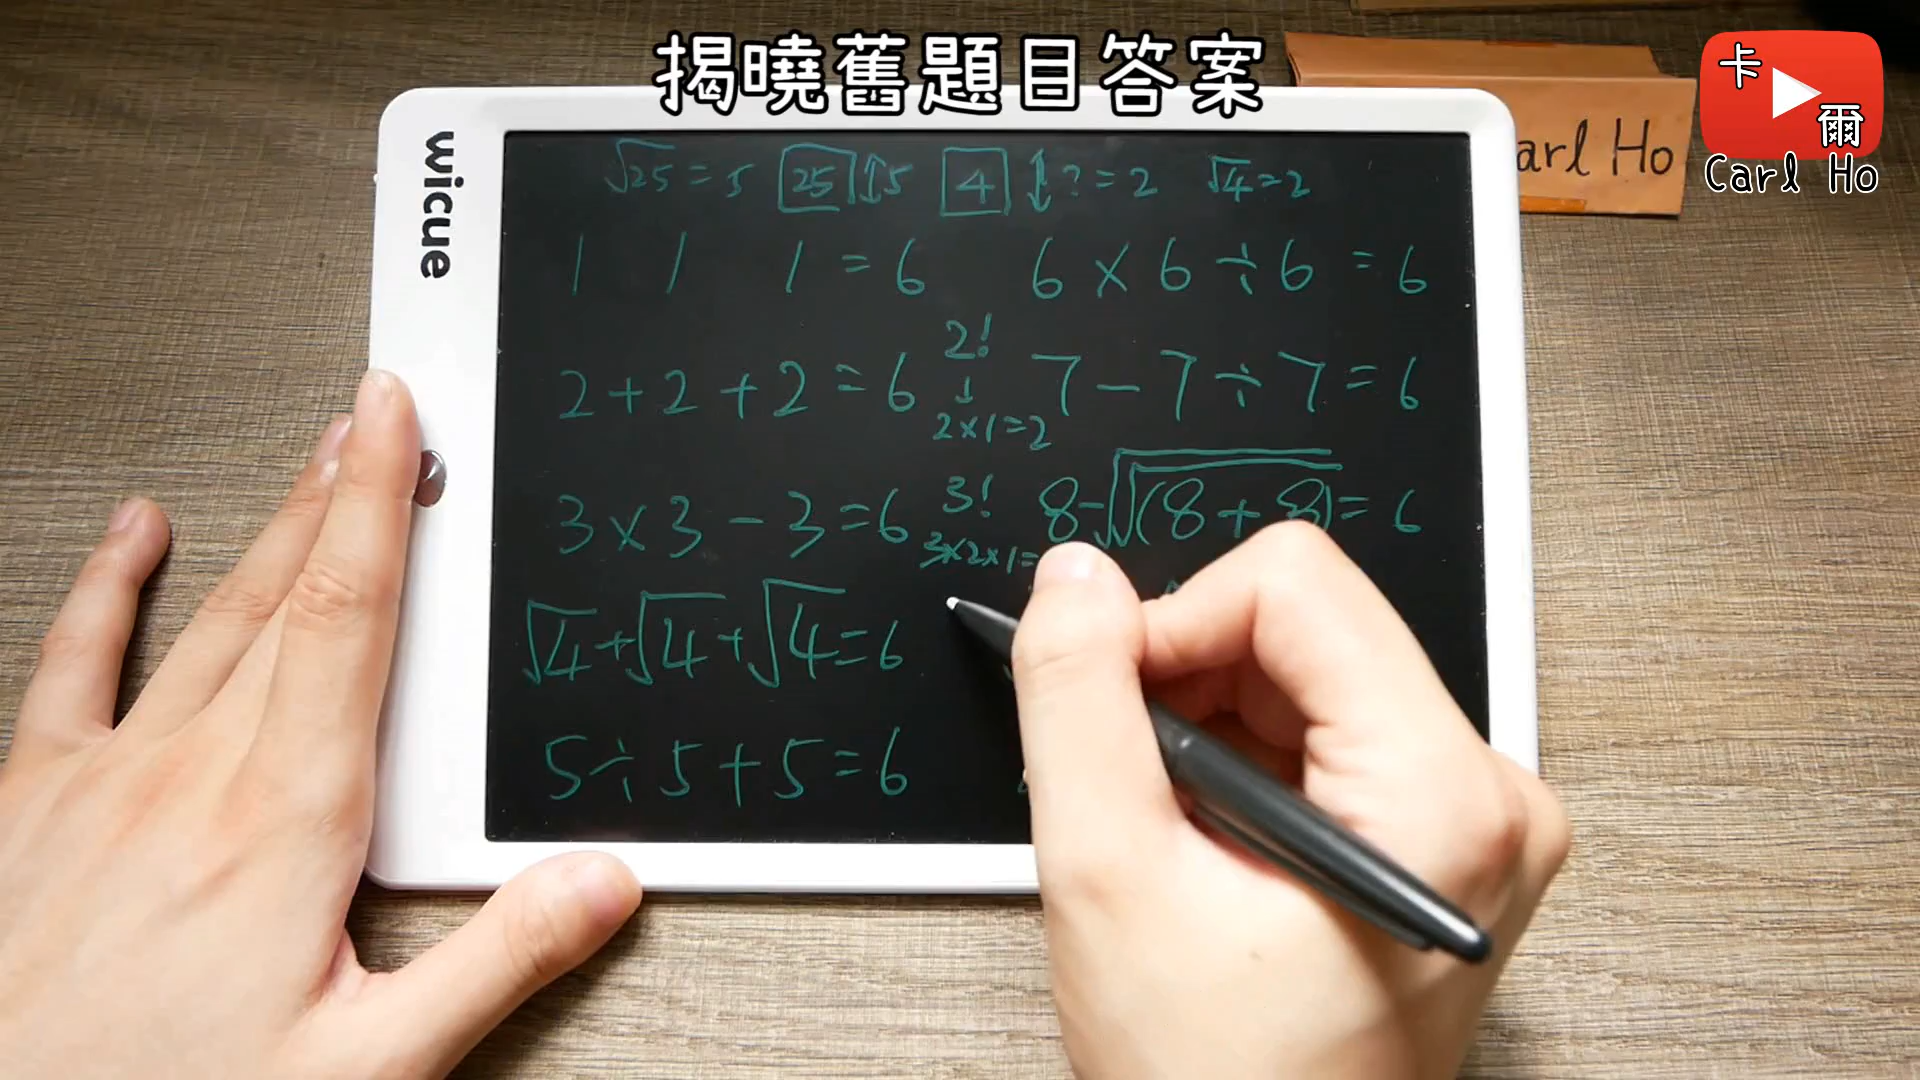 揭曉舊題目答案
卡爾
Carl Ho
arl Ho
wicue
√25 = 5 25 ↕5 4 ↕? = 2 √4 = 2
1 1 1 = 6
6 × 6 ÷ 6 = 6
2 + 2 + 2 = 6
2!
↓
2×1=2
7 − 7 ÷ 7 = 6
3 × 3 − 3 = 6
3!
3×2×1=
8-√√(8 + 8) = 6
√4 + √4 + √4 = 6
5 ÷ 5 + 5 = 6